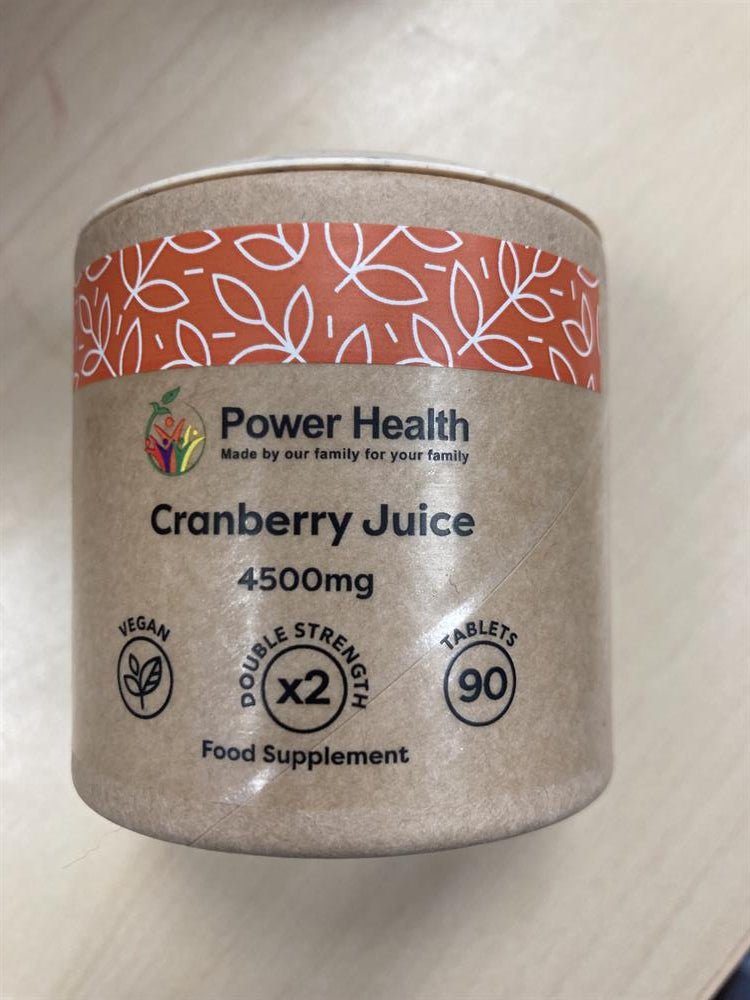 Power Health
Made by our family for your family
Cranberry Juice
4500mg
VEGAN
DOUBLE STRENGTH
x2
TABLETS
90
Food Supplement